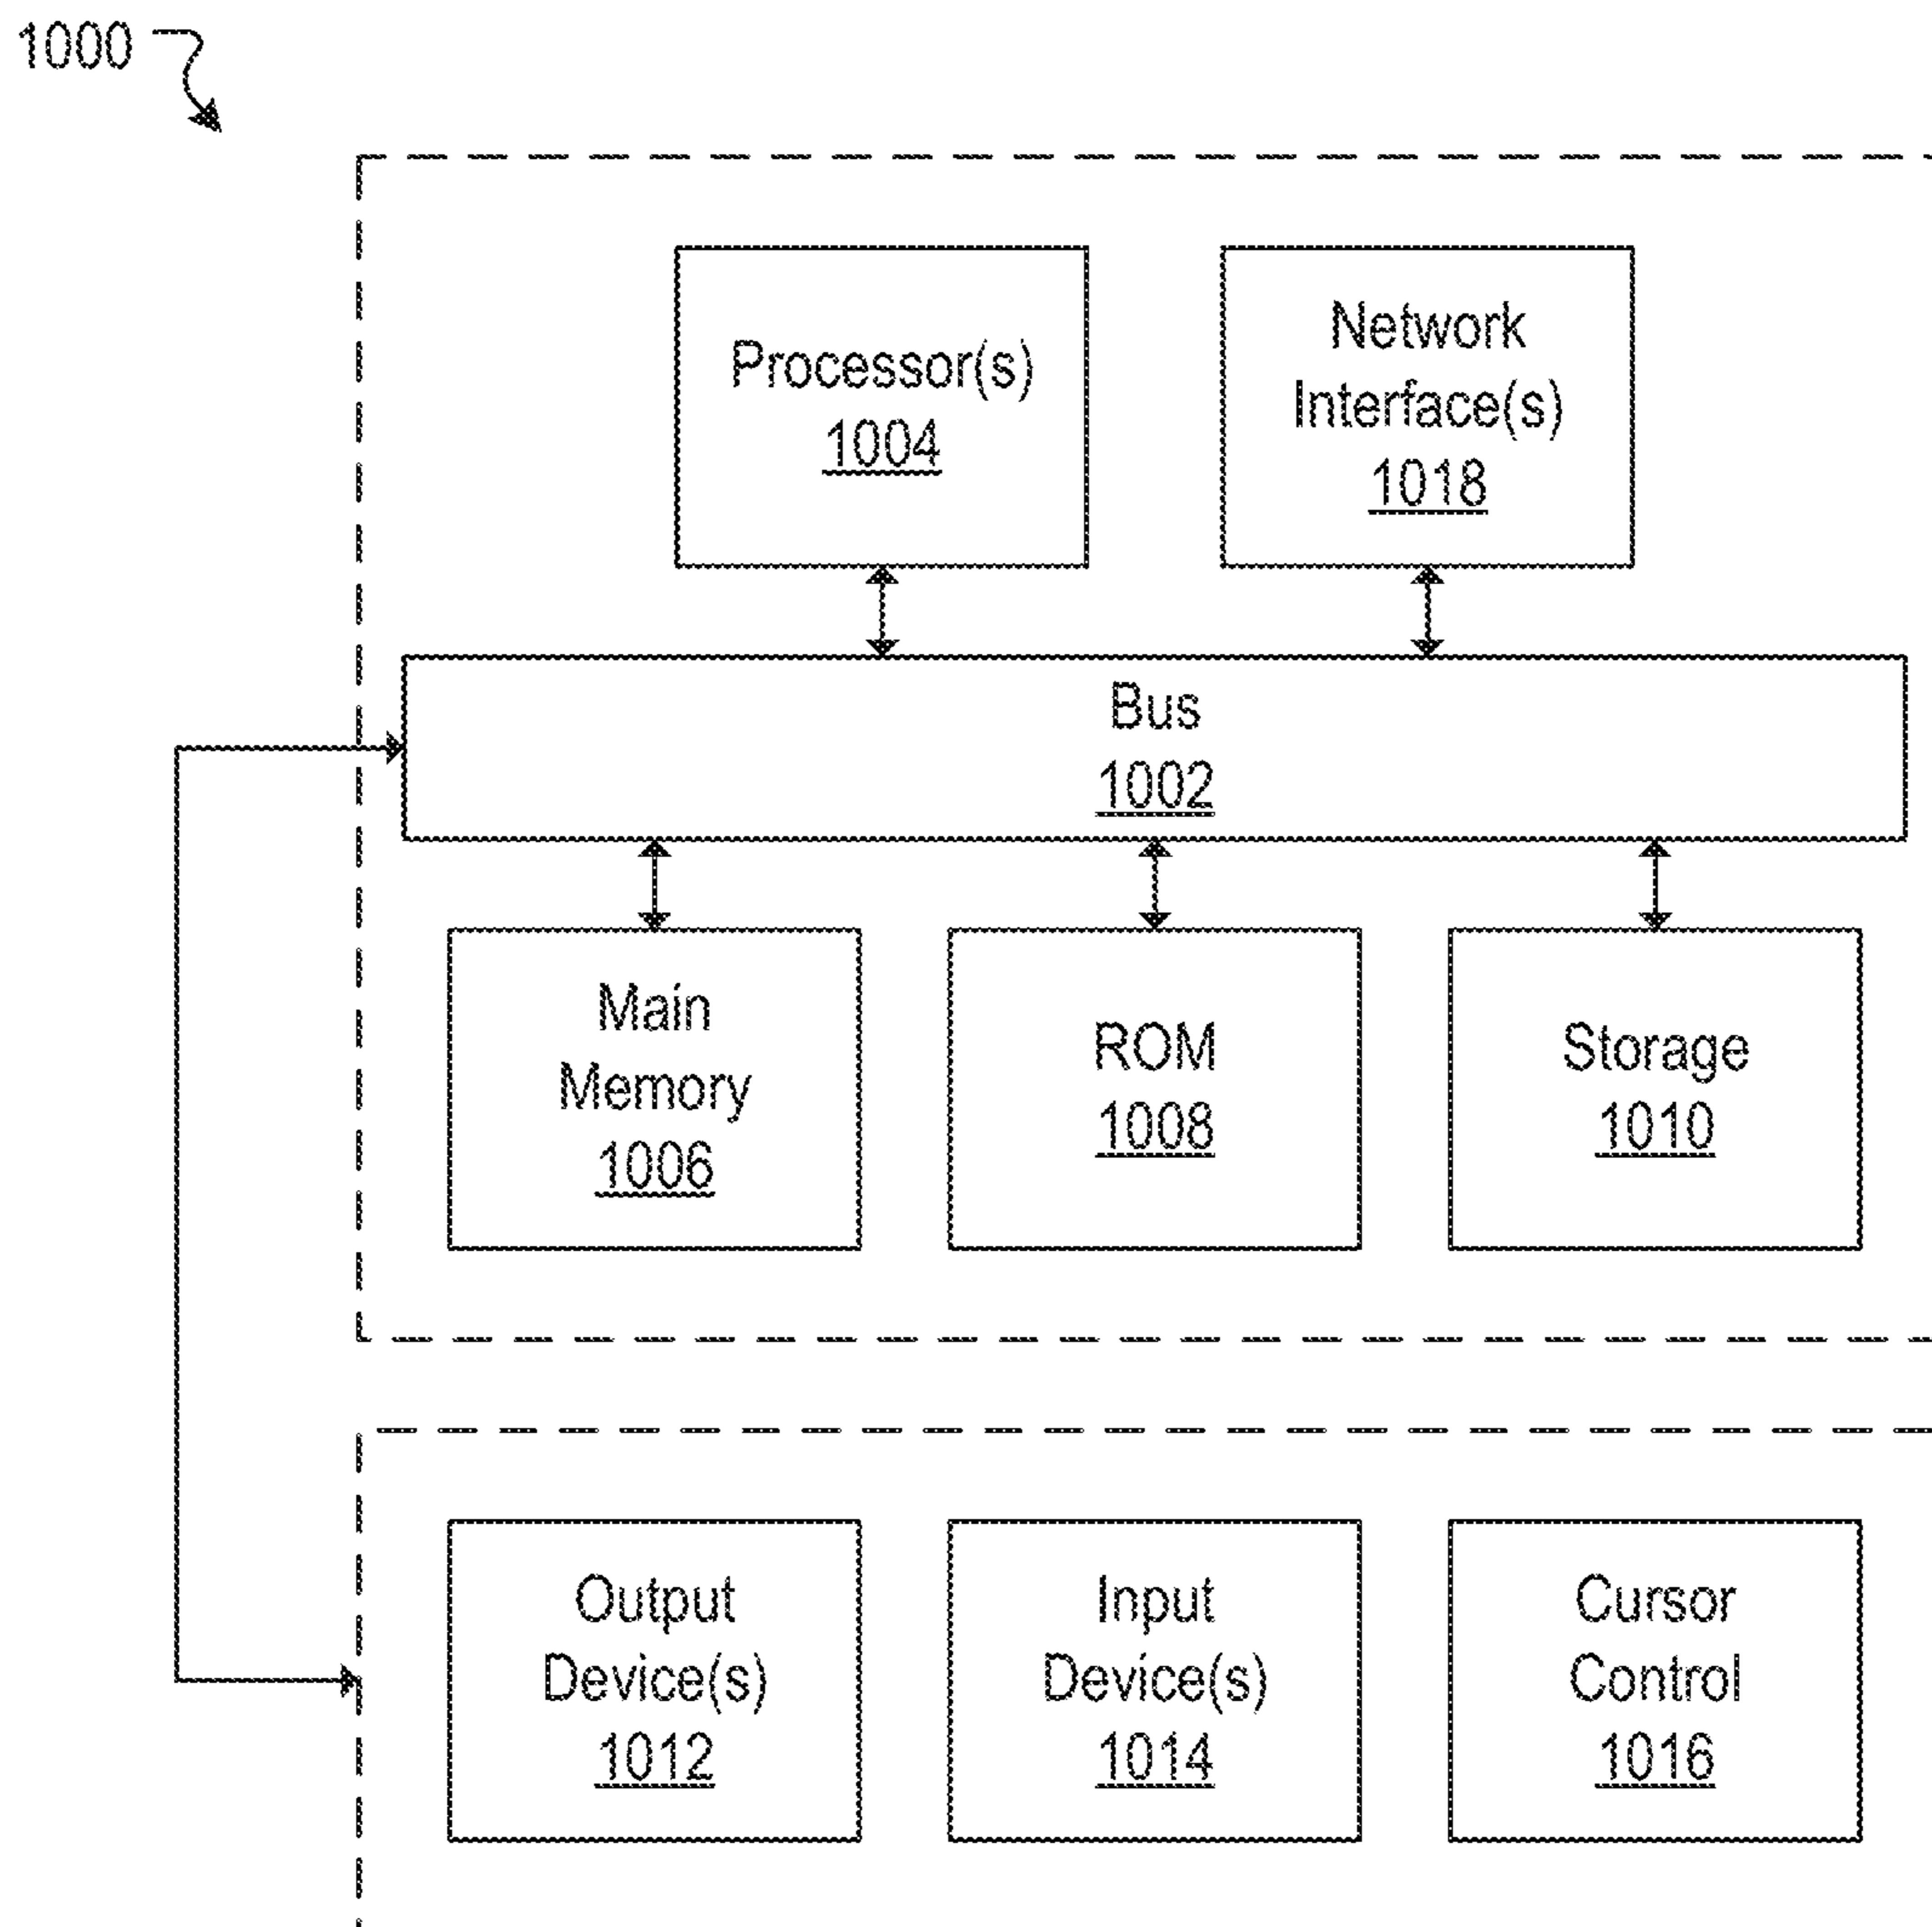 1000
Processor(s)
1004
Network
Interface(s)
1018
Bus
1002
Main
Memory
1006
ROM
1008
Storage
1010
Output
Device(s)
1012
Input
Device(s)
1014
Cursor
Control
1016